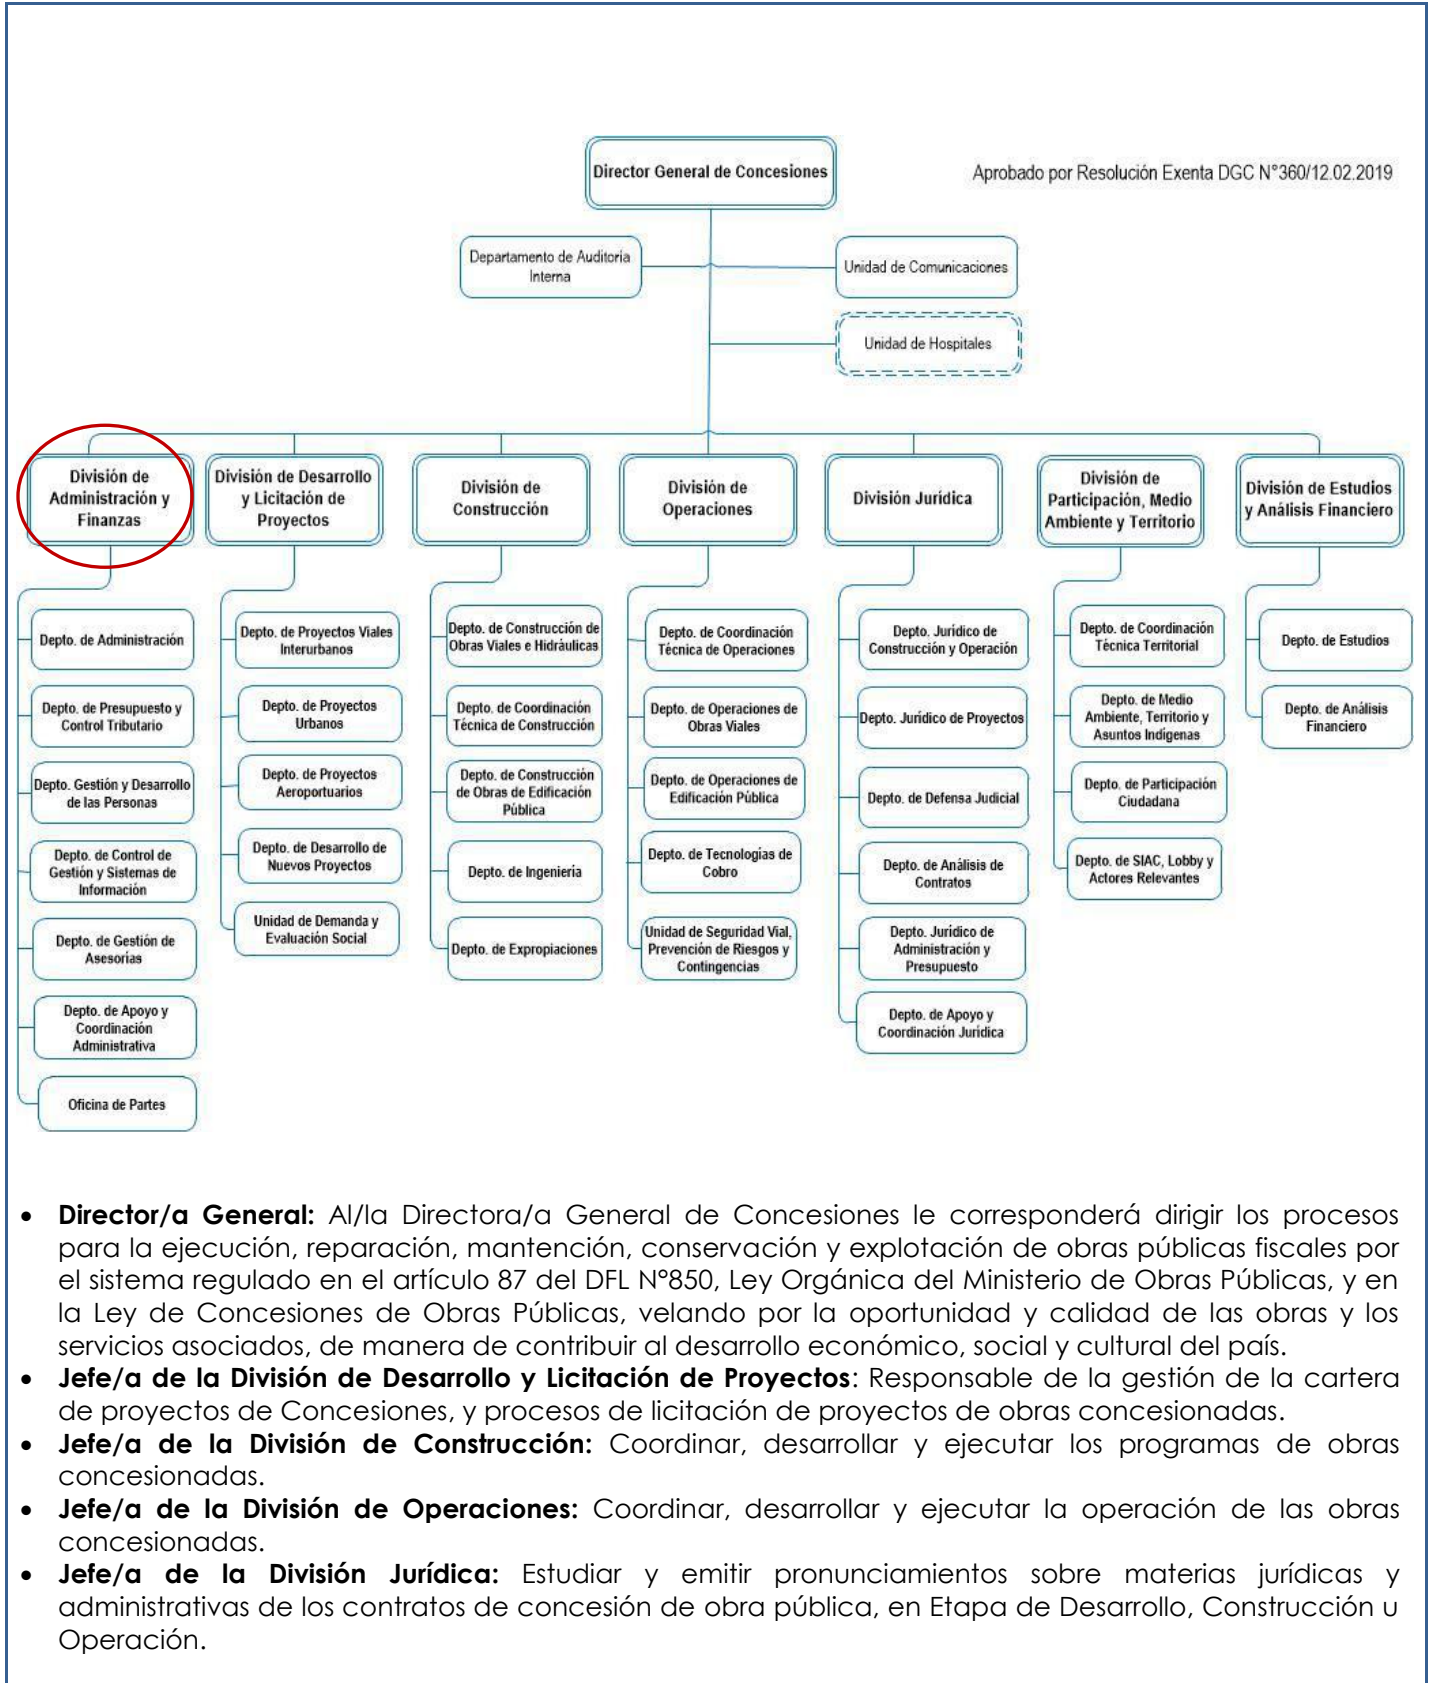 Director General de Concesiones
Aprobado por Resolución Exenta DGC N°360/12.02.2019
Departamento de Auditoria
Interna
Unidad de Comunicaciones
Unidad de Hospitales
División de
Administración y
Finanzas
División de Desarrollo
y Licitación de
Proyectos
División de
Construcción
División de
Operaciones
División Jurídica
División de
Participación, Medio
Ambiente y Territorio
División de Estudios
y Análisis Financiero
Depto. de Administración
Depto. de Presupuesto y
Control Tributario
Depto. Gestión y Desarrollo
de las Personas
Depto. de Control de
Gestión y Sistemas de
Información
Depto. de Gestión de
Asesorías
Depto. de Apoyo y
Coordinación
Administrativa
Oficina de Partes
Depto. de Proyectos Viales
Interurbanos
Depto. de Proyectos
Urbanos
Depto. de Proyectos
Aeroportuarios
Depto. de Desarrollo de
Nuevos Proyectos
Unidad de Demanda y
Evaluación Social
Depto. de Construcción de
Obras Viales e Hidráulicas
Depto. de Coordinación
Técnica de Construcción
Depto. de Construcción
de Obras de Edificación
Pública
Depto. de Ingeniería
Depto. de Expropiaciones
Depto. de Coordinación
Técnica de Operaciones
Depto. de Operaciones de
Obras Viales
Depto. de Operaciones de
Edificación Pública
Depto. de Tecnologías de
Cobro
Unidad de Seguridad Vial,
Prevención de Riesgos y
Contingencias
Depto. Jurídico de
Construcción y Operación
Depto. Jurídico de Proyectos
Depto. de Defensa Judicial
Depto. de Análisis de
Contratos
Depto. Jurídico de
Administración y
Presupuesto
Depto. de Apoyo y
Coordinación Jurídica
Depto. de Coordinación
Técnica Territorial
Depto. de Medio
Ambiente, Territorio y
Asuntos Indígenas
Depto. de Participación
Ciudadana
Depto. de SIAC, Lobby y
Actores Relevantes
Depto. de Estudios
Depto. de Análisis
Financiero
• Director/a General: Al/la Directora/a General de Concesiones le corresponderá dirigir los procesos
para la ejecución, reparación, mantención, conservación y explotación de obras públicas fiscales por
el sistema regulado en el artículo 87 del DFL N°850, Ley Orgánica del Ministerio de Obras Públicas, y en
la Ley de Concesiones de Obras Públicas, velando por la oportunidad y calidad de las obras y los
servicios asociados, de manera de contribuir al desarrollo económico, social y cultural del país.
• Jefe/a de la División de Desarrollo y Licitación de Proyectos: Responsable de la gestión de la cartera
de proyectos de Concesiones, y procesos de licitación de proyectos de obras concesionadas.
• Jefe/a de la División de Construcción: Coordinar, desarrollar y ejecutar los programas de obras
concesionadas.
• Jefe/a de la División de Operaciones: Coordinar, desarrollar y ejecutar la operación de las obras
concesionadas.
• Jefe/a de la División Jurídica: Estudiar y emitir pronunciamientos sobre materias jurídicas y
administrativas de los contratos de concesión de obra pública, en Etapa de Desarrollo, Construcción u
Operación.